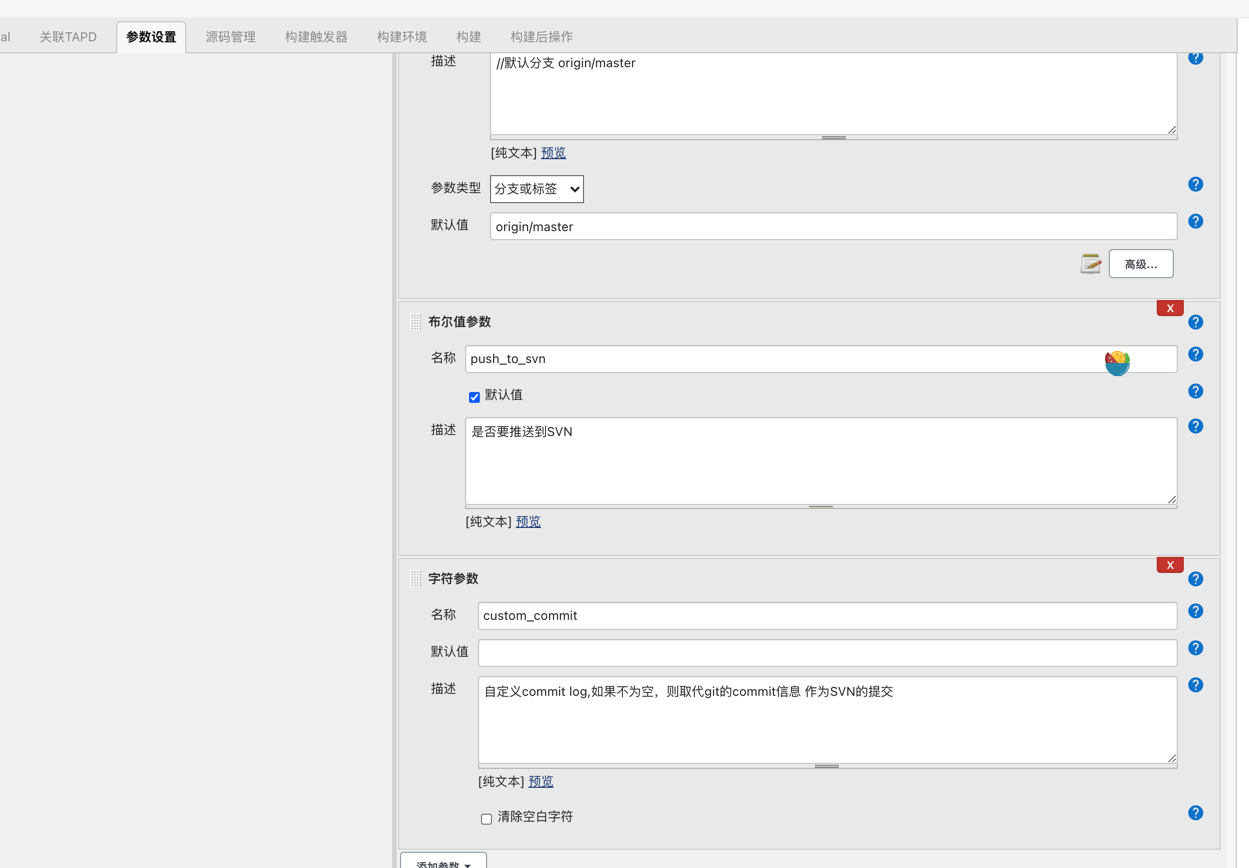 al 关联TAPD 参数设置 源码管理 构建触发器 构建环境 构建 构建后操作
描述 //默认分支 origin/master
[纯文本] 预览
参数类型 分支或标签
默认值 origin/master
高级...
X
布尔值参数
名称 push_to_svn
默认值
描述 是否要推送到SVN
[纯文本] 预览
X
字符参数
名称 custom_commit
默认值
描述 自定义commit log,如果不为空，则取代git的commit信息 作为SVN的提交
[纯文本] 预览
清除空白字符
添加参数